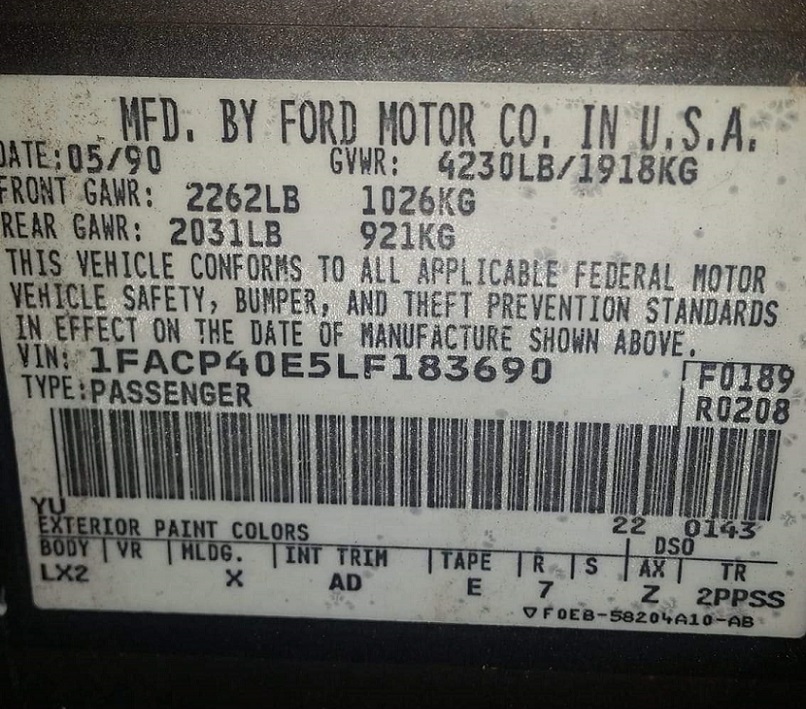 MFD. BY FORD MOTOR CO. IN U.S.A.
DATE: 05/90 GVWR: 4230LB/1918KG
FRONT GAWR: 2262LB 1026KG
REAR GAWR: 2031LB 921KG
THIS VEHICLE CONFORMS TO ALL APPLICABLE FEDERAL MOTOR
VEHICLE SAFETY, BUMPER, AND THEFT PREVENTION STANDARDS
IN EFFECT ON THE DATE OF MANUFACTURE SHOWN ABOVE.
VIN: 1FACP40E5LF183690 F0189
TYPE: PASSENGER R0208
YU
EXTERIOR PAINT COLORS 22 0143
DSO
BODY VR MLDG. INT TRIM TAPE R S AX TR
LX2 X AD E 7 Z 2PPSS
▽F0EB-58204A10-AB